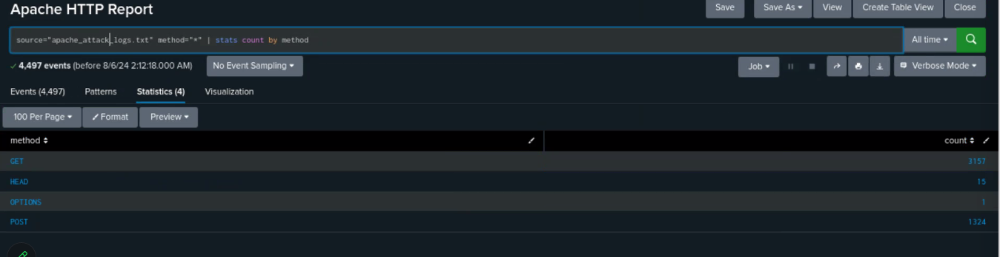 Apache HTTP Report
Save Save As View Create Table View Close
source="apache_attack_logs.txt" method="*" | stats count by method All time
4,497 events (before 8/6/24 2:12:18.000 AM) No Event Sampling Job Verbose Mode
Events (4,497) Patterns Statistics (4) Visualization
100 Per Page Format Preview
method count
GET 3157
HEAD 15
OPTIONS 1
POST 1324